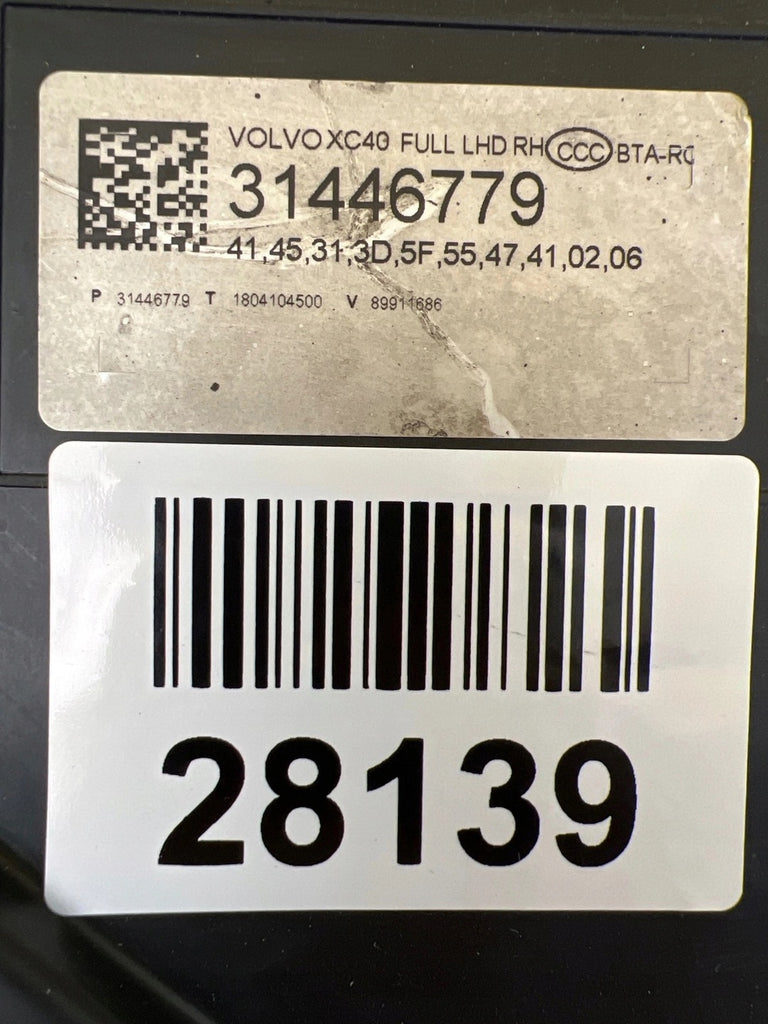 VOLVO XC40 FULL LHD RH CCC BTA-RC
31446779
41,45,31,3D,5F,55,47,41,02,06
P 31446779 T 1804104500 V 89911686
28139